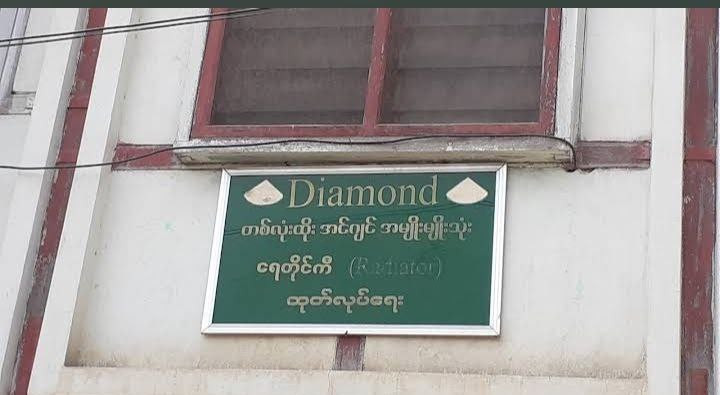 Diamond
တစ်လုံးထိုး အင်ဂျင် အမျိုးမျိုးသုံး
ရေတိုင်ကီ (Radiator)
ထုတ်လုပ်ရေး